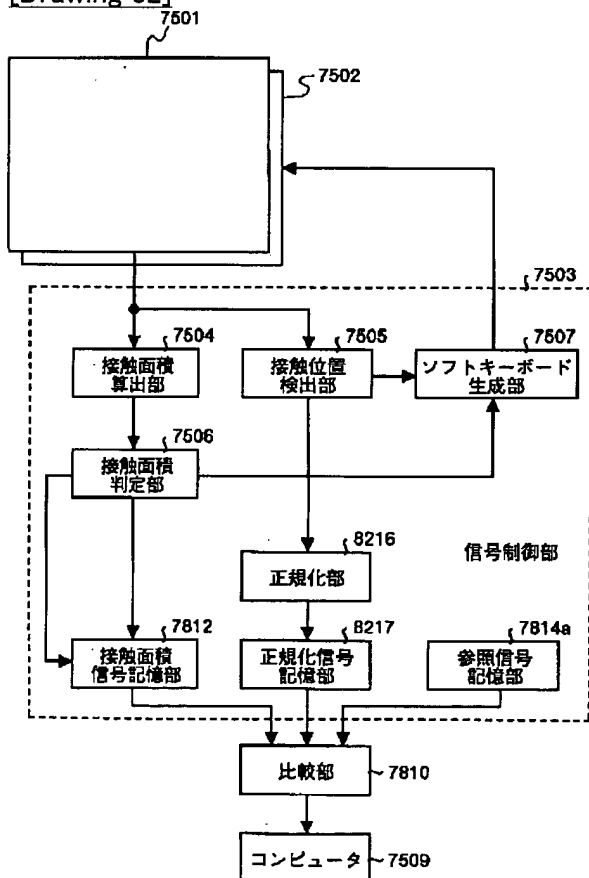 [Drawing 82]
7501
7502
7503
7504
接触面積
算出部
7505
接触位置
検出部
7507
ソフトキーボード
生成部
7506
接触面積
判定部
8216
正規化部
信号制御部
7812
接触面積
信号記憶部
8217
正規化信号
記憶部
7814a
参照信号
記憶部
比較部
7810
コンピュータ
7509